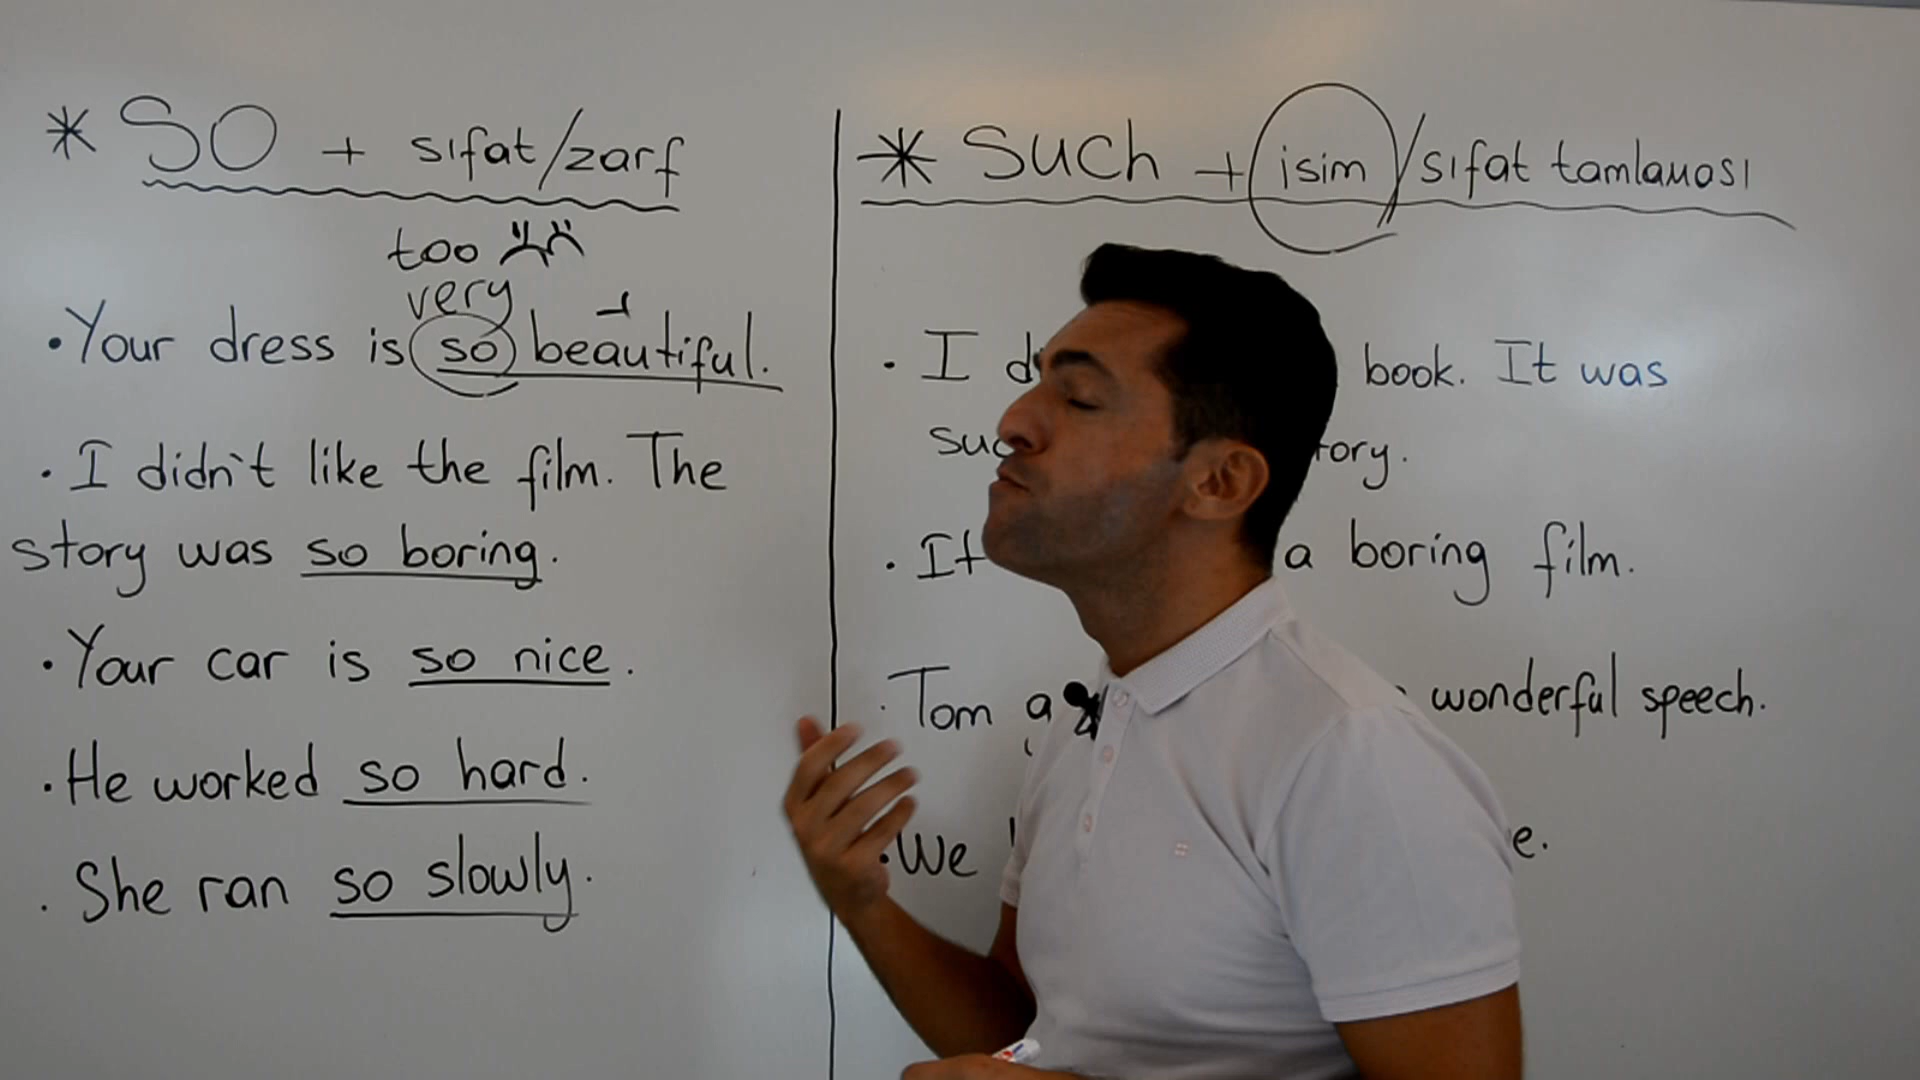 * SO + sıfat/zarf
too
very
• Your dress is so beautiful.
• I didn't like the film. The
story was so boring.
• Your car is so nice.
• He worked so hard.
• She ran so slowly.
* Such + isim/sıfat tamlaması
• I book. It was
• It a boring film.
• Tom wonderful speech.
• We